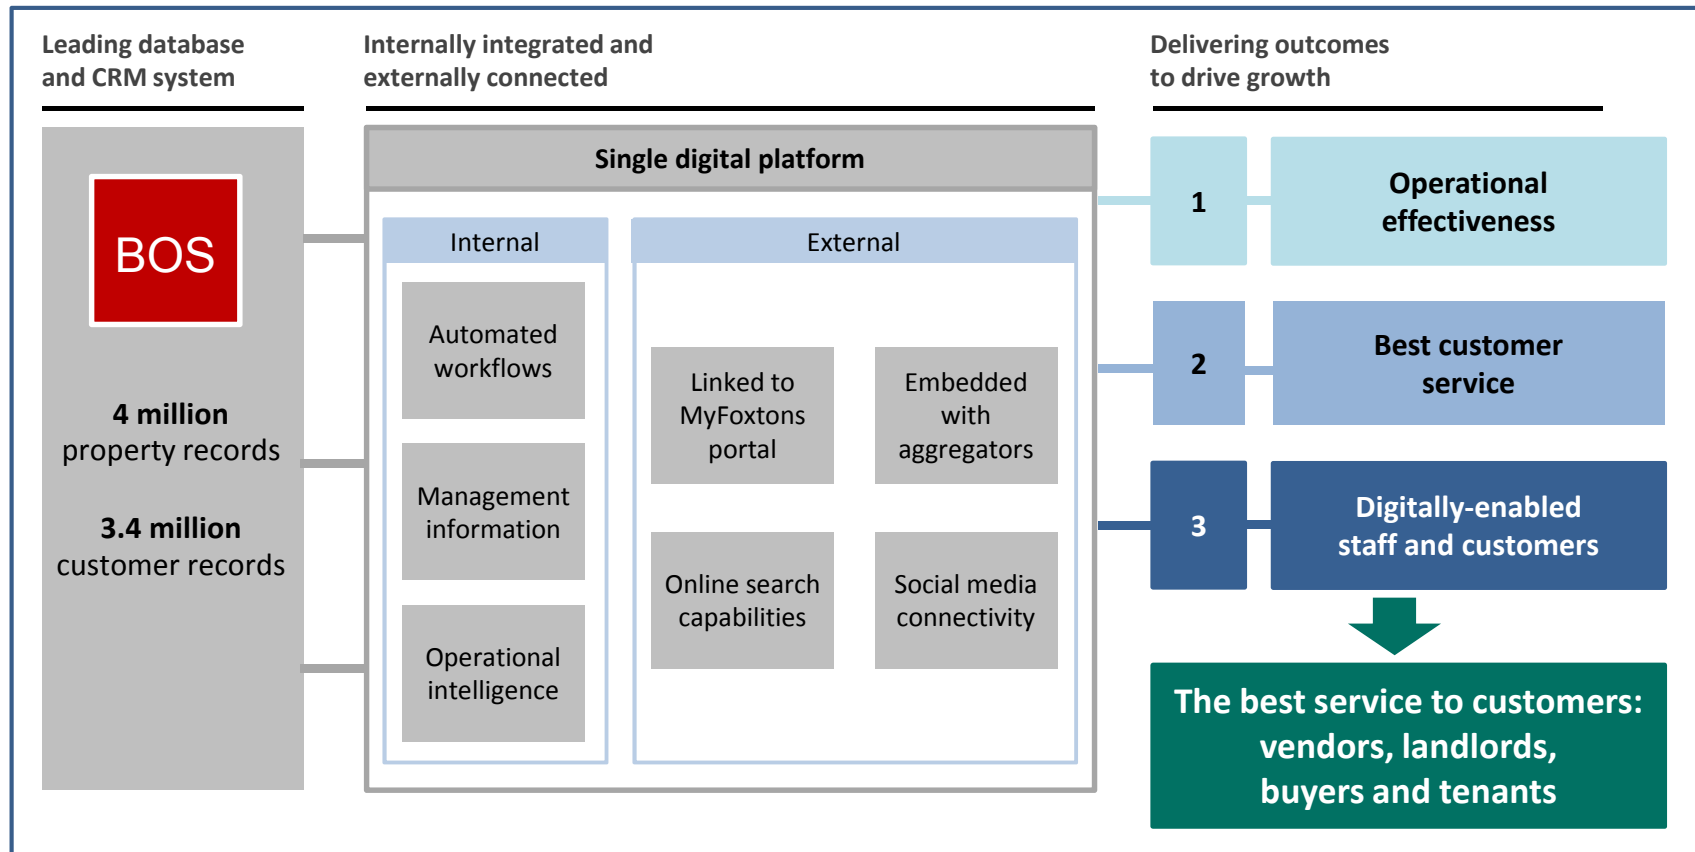 Leading database
and CRM system
Internally integrated and
externally connected
Delivering outcomes
to drive growth
BOS
4 million
property records
3.4 million
customer records
Single digital platform
Internal
Automated
workflows
Management
information
Operational
intelligence
External
Linked to
MyFoxtons
portal
Embedded
with
aggregators
Online search
capabilities
Social media
connectivity
1
Operational
effectiveness
2
Best customer
service
3
Digitally-enabled
staff and customers
The best service to customers:
vendors, landlords,
buyers and tenants